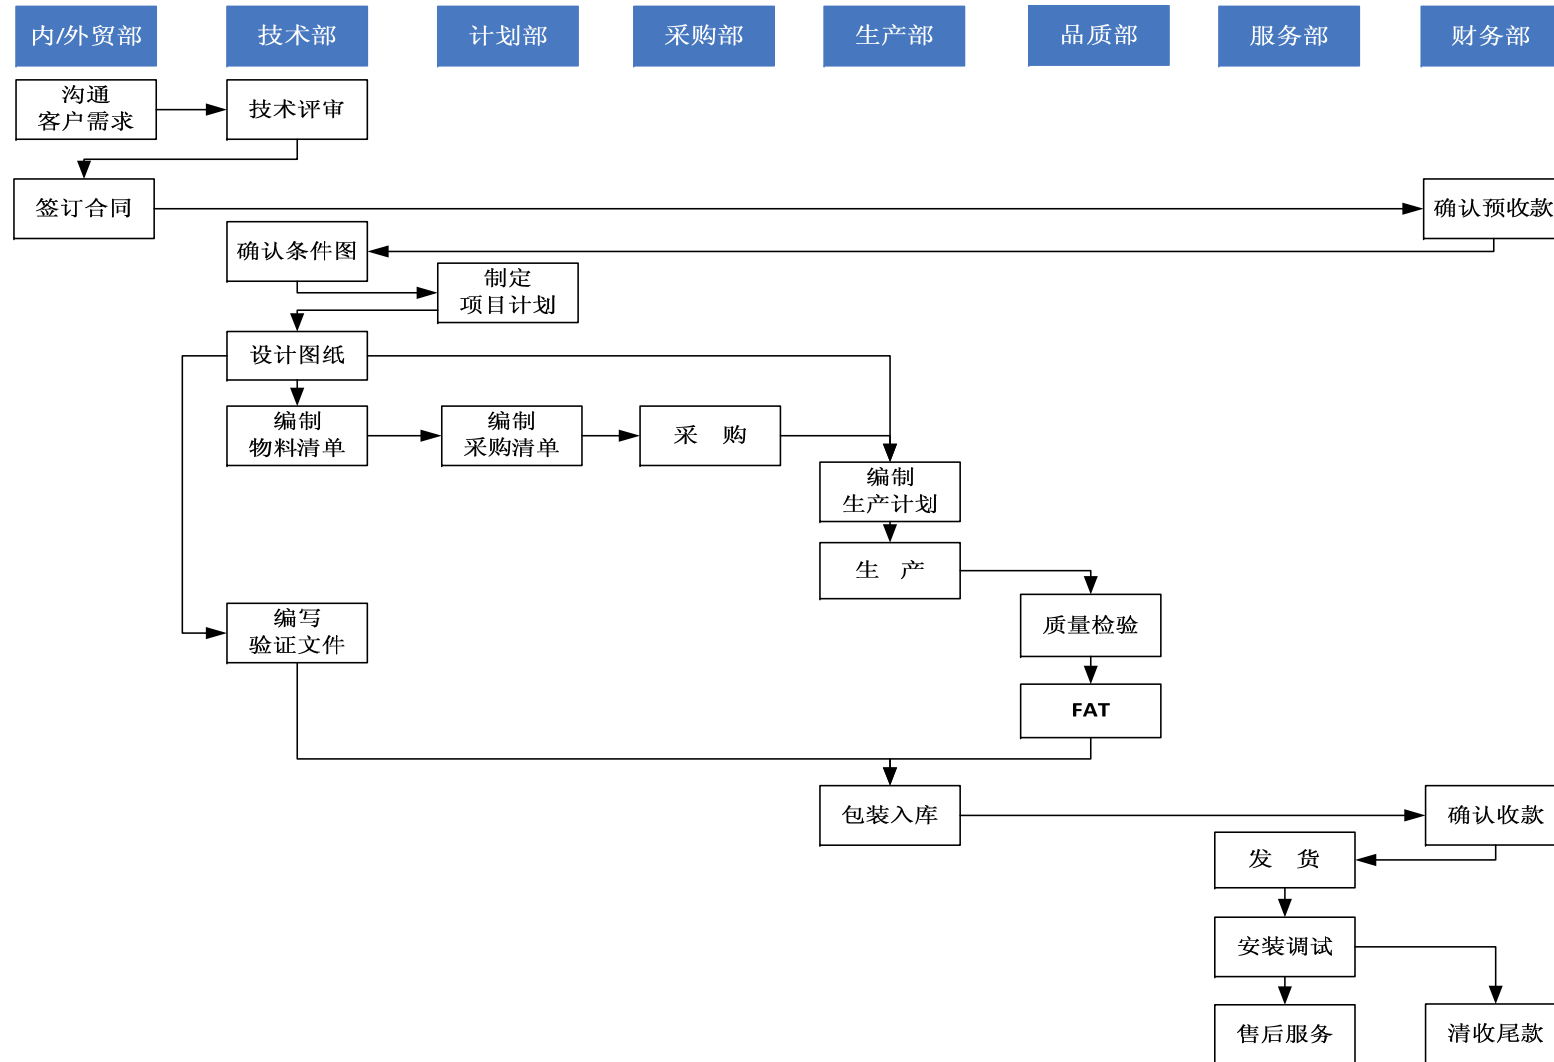 内/外贸部
技术部
计划部
采购部
生产部
品质部
服务部
财务部
沟通
客户需求
技术评审
签订合同
确认预收款
确认条件图
制定
项目计划
设计图纸
编制
物料清单
编制
采购清单
采 购
编制
生产计划
生 产
编写
验证文件
质量检验
FAT
包装入库
确认收款
发 货
安装调试
售后服务
清收尾款